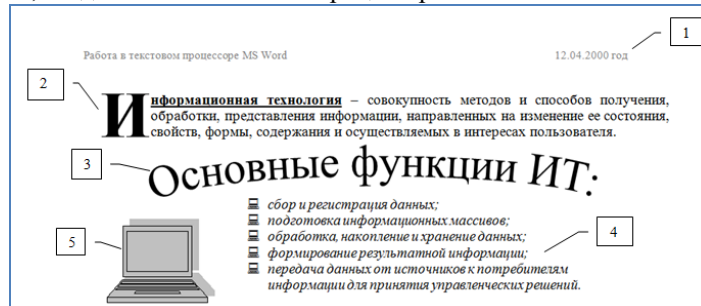 1
Работа в текстовом процессоре MS Word 12.04.2000 год
2
Информационная технология – совокупность методов и способов получения,
обработки, представления информации, направленных на изменение ее состояния,
свойств, формы, содержания и осуществляемых в интересах пользователя.
3
Основные функции ИТ:
сбор и регистрация данных;
подготовка информационных массивов;
обработка, накопление и хранение данных;
4
5
формирование результатной информации;
передача данных от источников к потребителям
информации для принятия управленческих решений.